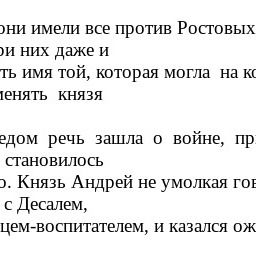 они имели все против Ростовых
ри них даже и
ть имя той, которая могла на ко
менять князя
едом речь зашла о войне, пр
становилось
о. Князь Андрей не умолкая гов
с Десалем,
цем-воспитателем, и казался ож